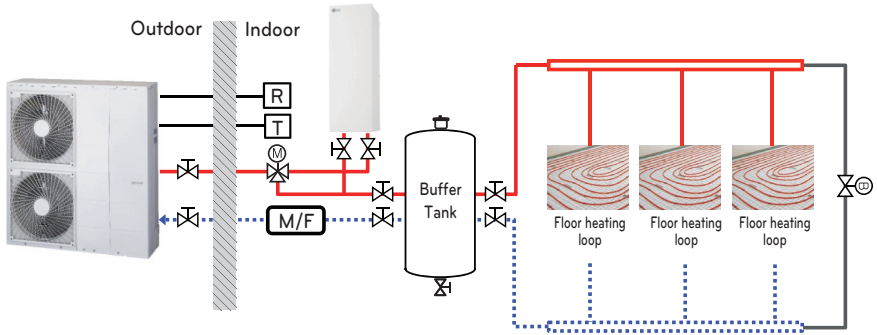 Outdoor
Indoor
R
T
M
M/F
Buffer
Tank
Floor heating
loop
Floor heating
loop
Floor heating
loop
B